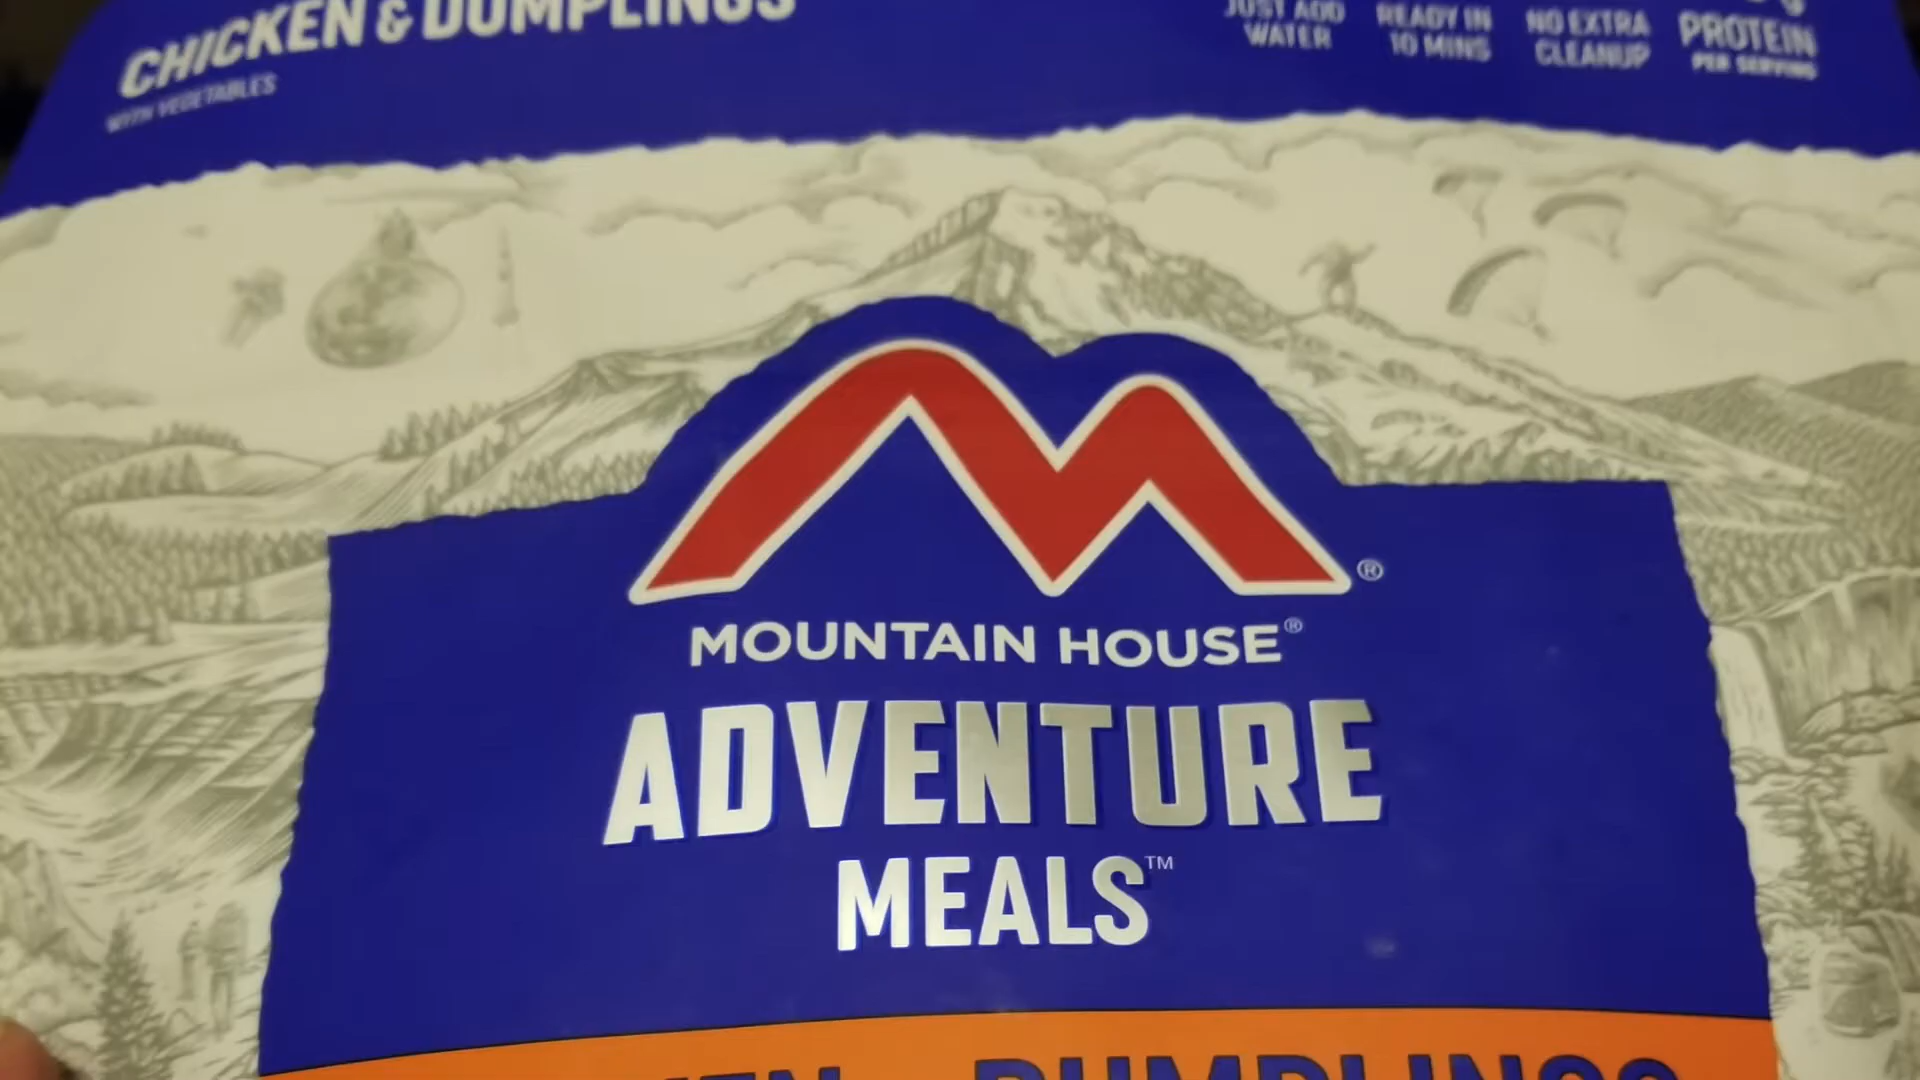 CHICKEN & DUMPLINGS
WITH VEGETABLES
JUST ADD
WATER
READY IN
10 MINS
NO EXTRA
CLEANUP
PROTEIN
PER SERVING
®
MOUNTAIN HOUSE®
ADVENTURE
MEALS™
DUMPLINGS